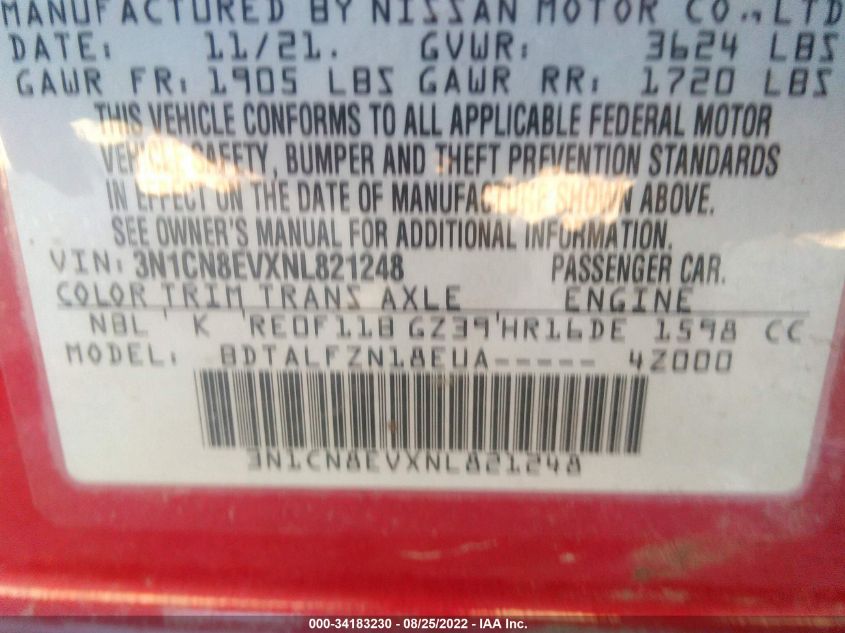 MANUFACTURED BY NISSAN MOTOR CO., LTD
DATE: 11/21. GVWR: 3624 LBS
GAWR FR: 1905 LBS GAWR RR: 1720 LBS
THIS VEHICLE CONFORMS TO ALL APPLICABLE FEDERAL MOTOR
VEHICLE SAFETY, BUMPER AND THEFT PREVENTION STANDARDS
IN EFFECT ON THE DATE OF MANUFACTURE SHOWN ABOVE.
SEE OWNER'S MANUAL FOR ADDITIONAL INFORMATION.
VIN: 3N1CN8EVXNL821248 PASSENGER CAR.
COLOR TRIM TRANS AXLE ENGINE
NBL ' K 'RE0F11B GZ39'HR16DE 1598 CC
MODEL: BDTALFZN18EUA----- 4Z000
3N1CN8EVXNL821248
000-34183230 - 08/25/2022 - IAA Inc.